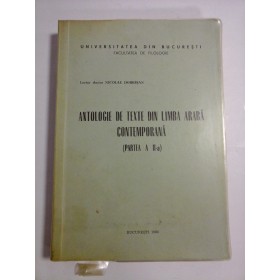 UNIVERSITATEA DIN BUCUREŞTI
FACULTATEA DE FILOLOGIE
NICOLAE DOBRIŞAN
ANTOLOGIE DE TEXTE DIN LIMBA ARABĂ
CONTEMPORANĂ
(PARTEA A II-a)
BUCUREŞTI